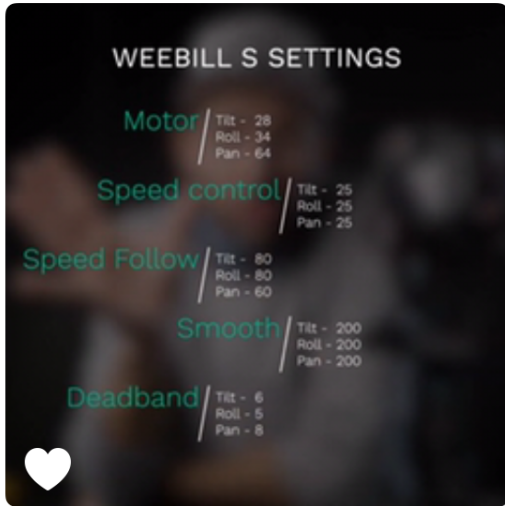 WEEBILL S SETTINGS
Motor
Tilt - 28
Roll - 34
Pan - 64
Speed control
Tilt - 25
Roll - 25
Pan - 25
Speed Follow
Tilt - 80
Roll - 80
Pan - 60
Smooth
Tilt - 200
Roll - 200
Pan - 200
Deadband
Tilt - 6
Roll - 5
Pan - 8